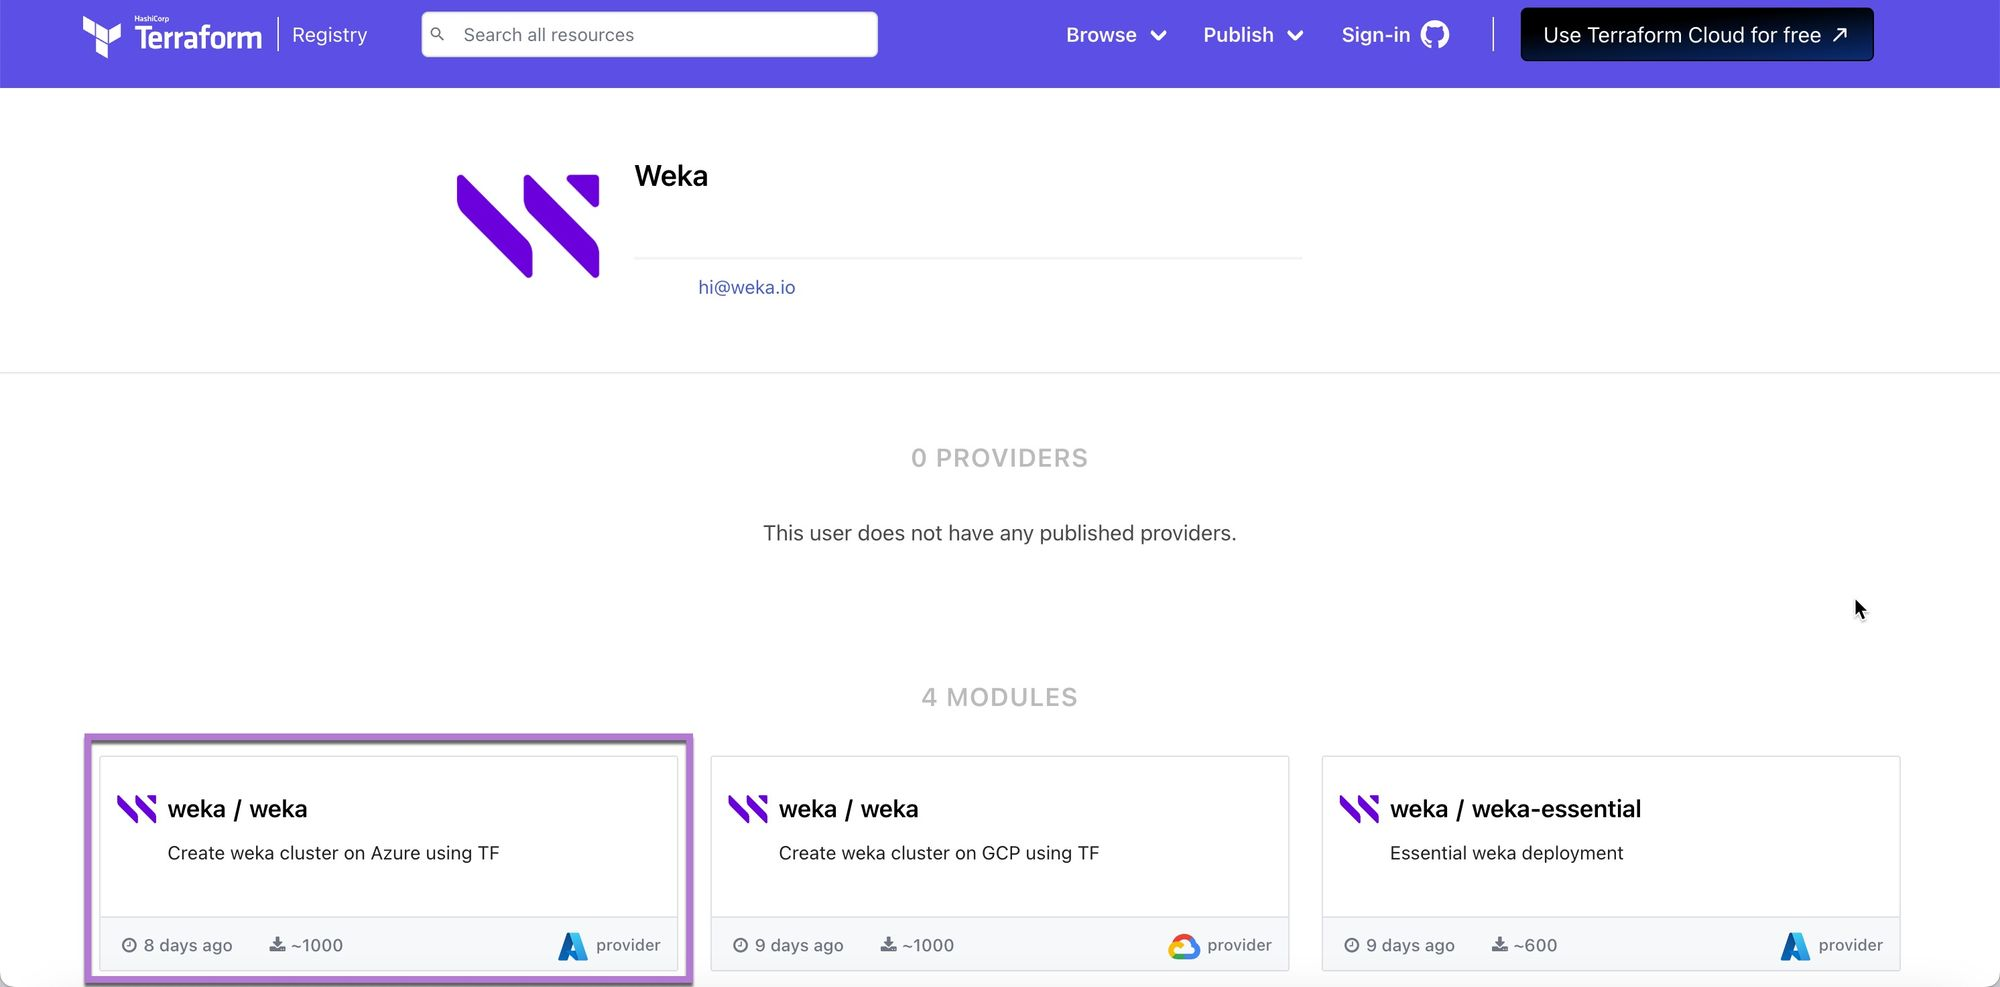 HashiCorp
Terraform
Registry
Search all resources
Browse
Publish
Sign-in
Use Terraform Cloud for free
Weka
hi@weka.io
0 PROVIDERS
This user does not have any published providers.
4 MODULES
weka / weka
Create weka cluster on Azure using TF
8 days ago
~1000
provider
weka / weka
Create weka cluster on GCP using TF
9 days ago
~1000
provider
weka / weka-essential
Essential weka deployment
9 days ago
~600
provider